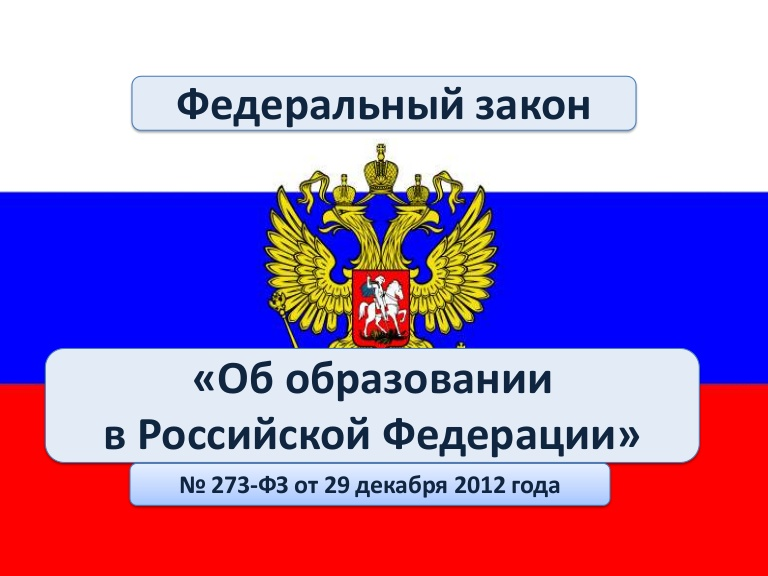 Федеральный закон
«Об образовании
в Российской Федерации»
№ 273-ФЗ от 29 декабря 2012 года